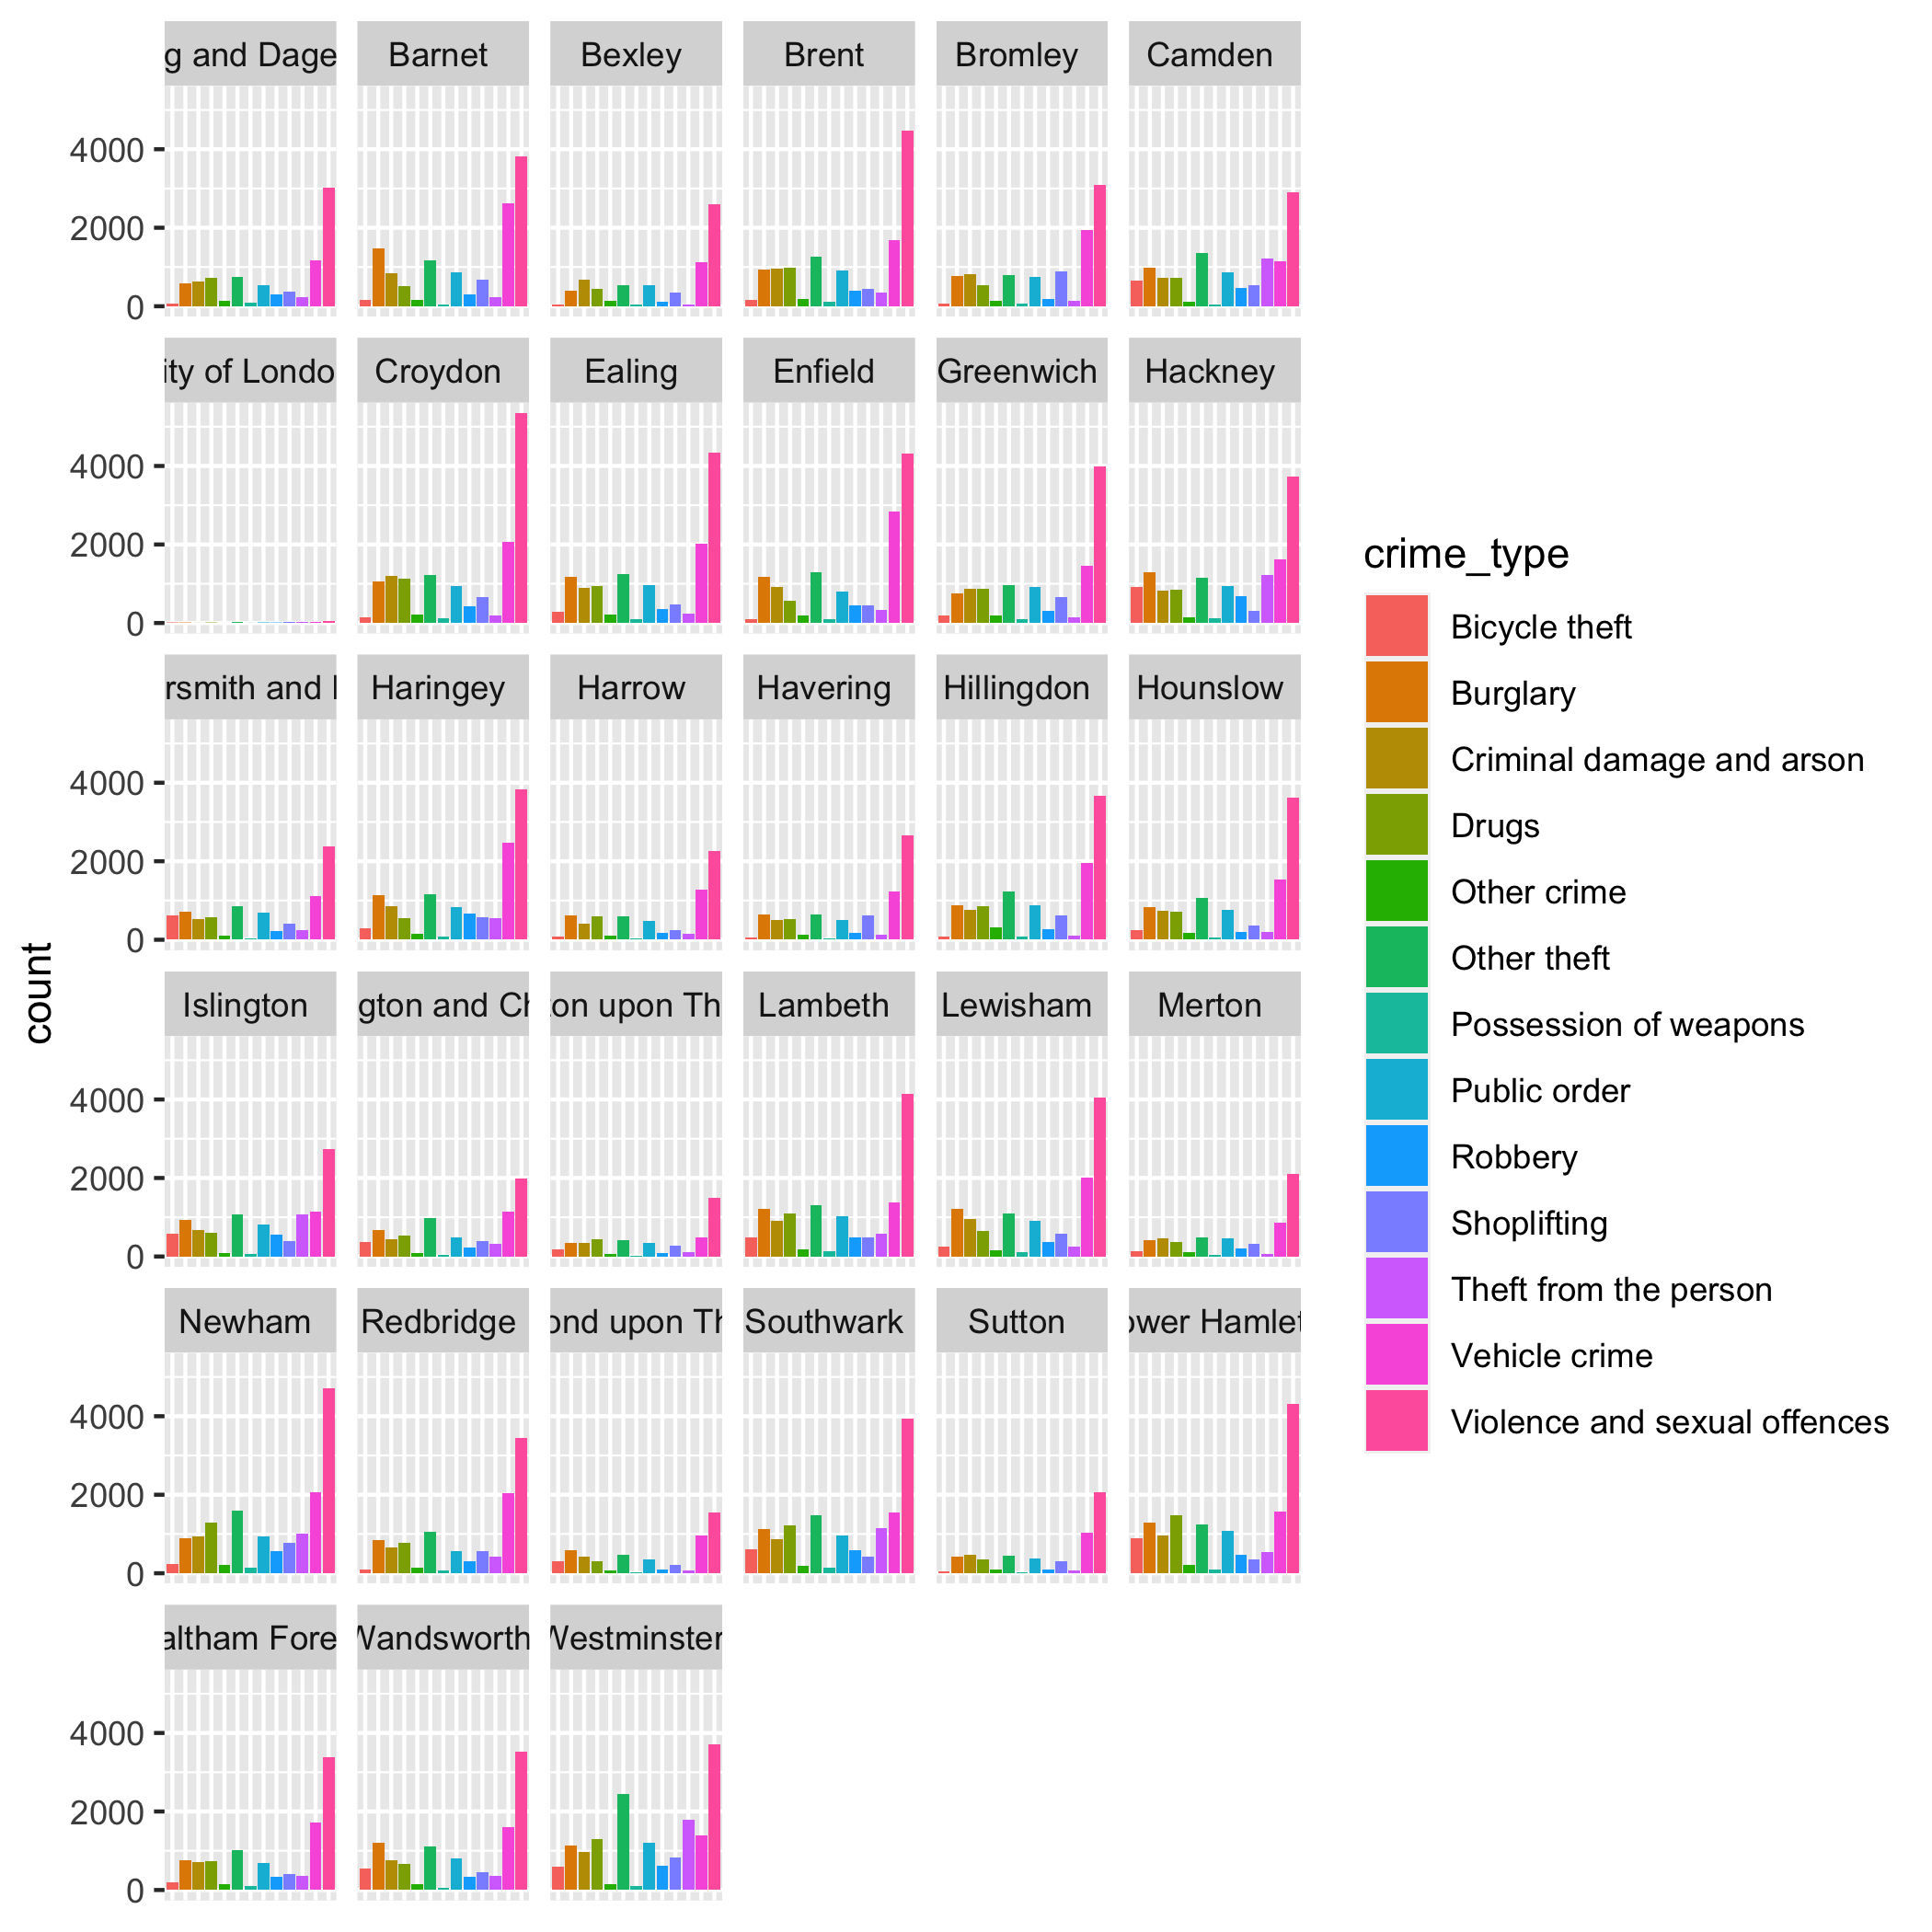 g and Dage Barnet Bexley Brent Bromley Camden
4000
2000
0
ity of Londo Croydon Ealing Enfield Greenwich Hackney
4000
2000
0
rsmith and Haringey Harrow Havering Hillingdon Hounslow
4000
2000
0
Islington gton and Ch ton upon Th Lambeth Lewisham Merton
4000
2000
0
Newham Redbridge ond upon Th Southwark Sutton ower Hamlet
4000
2000
0
altham Fore Wandsworth Westminster
4000
2000
0
count
crime_type
Bicycle theft
Burglary
Criminal damage and arson
Drugs
Other crime
Other theft
Possession of weapons
Public order
Robbery
Shoplifting
Theft from the person
Vehicle crime
Violence and sexual offences